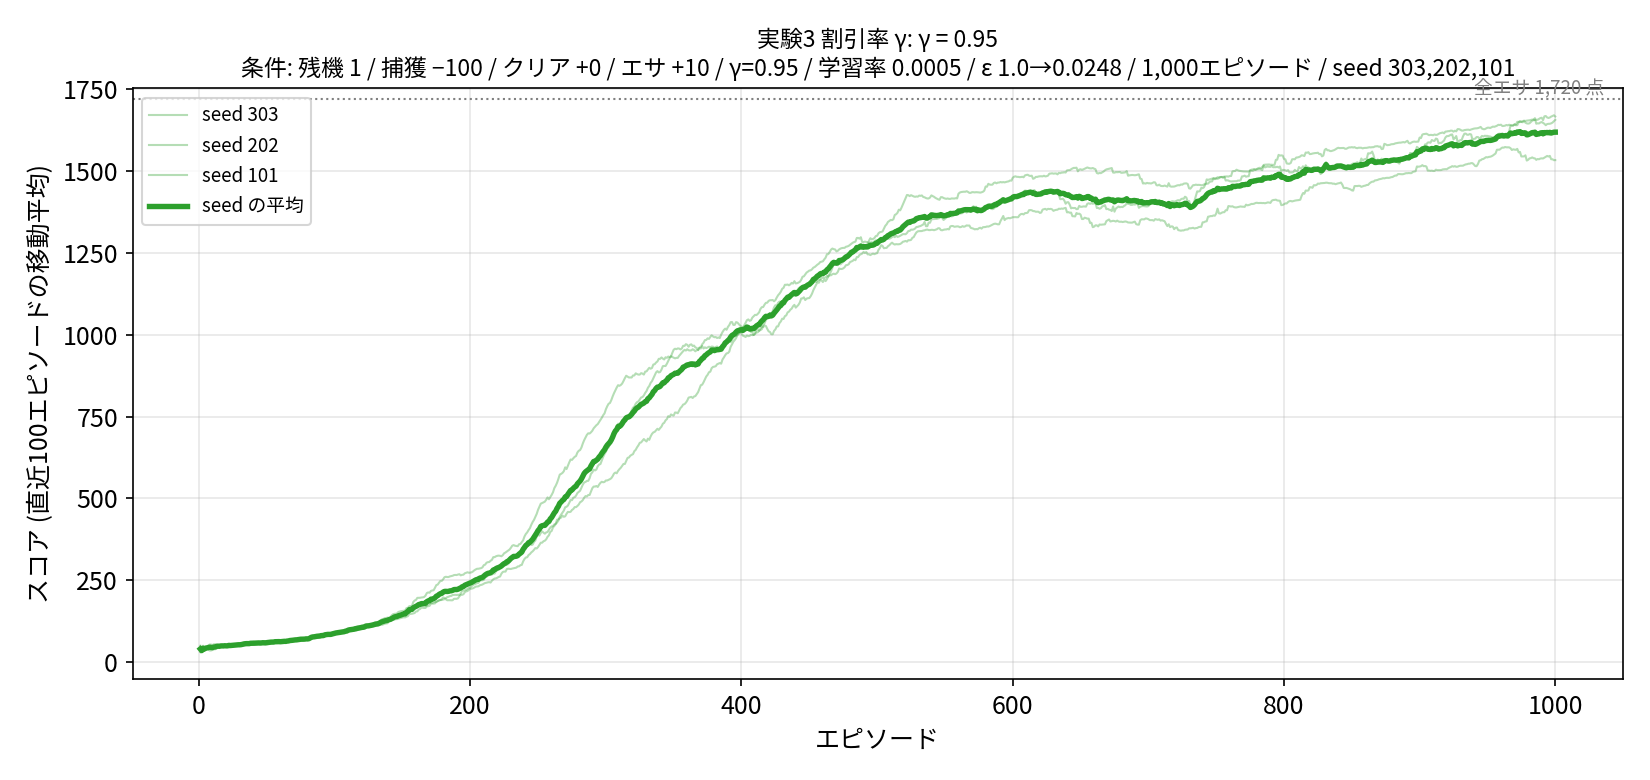 実験3 割引率 γ: γ = 0.95
条件: 残機 1 / 捕獲 −100 / クリア +0 / エサ +10 / γ=0.95 / 学習率 0.0005 / ε 1.0→0.0248 / 1,000エピソード / seed 303,202,101
全エサ 1,720 点
seed 303
seed 202
seed 101
seed の平均
スコア (直近100エピソードの移動平均)
1750
1500
1250
1000
750
500
250
0
0 200 400 600 800 1000
エピソード